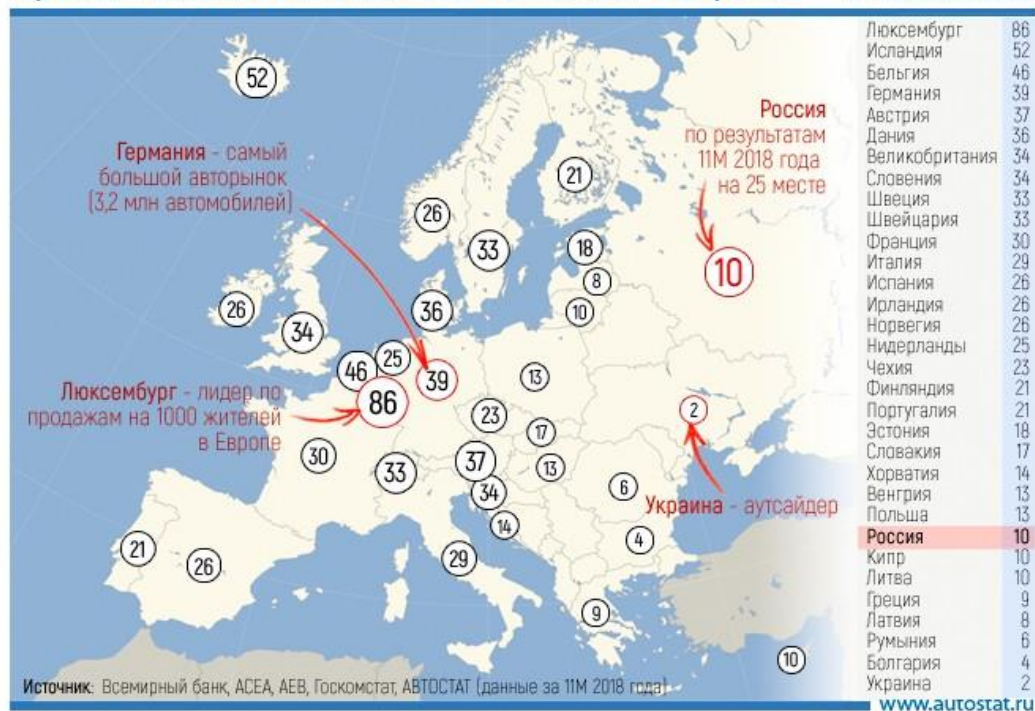 52
Германия - самый
большой авторынок
(3,2 млн автомобилей)
Россия
по результатам
11М 2018 года
на 25 месте
21
26
33
18
8
10
10
26
34
36
46
25
39
13
Люксембург - лидер по
продажам на 1000 жителей
в Европе
86
23
17
2
30
33
37
13
34
6
Украина - аутсайдер
14
4
21
26
29
9
10
Источник: Всемирный банк, ACEA, АЕВ, Госкомстат, АВТОСТАТ (данные за 11М 2018 года)
Люксембург 86
Исландия 52
Бельгия 46
Германия 39
Австрия 37
Дания 36
Великобритания 34
Словения 34
Швеция 33
Швейцария 33
Франция 30
Италия 29
Испания 26
Ирландия 26
Норвегия 26
Нидерланды 25
Чехия 23
Финляндия 21
Португалия 21
Эстония 18
Словакия 17
Хорватия 14
Венгрия 13
Польша 13
Россия 10
Кипр 10
Литва 10
Греция 9
Латвия 8
Румыния 6
Болгария 4
Украина 2
www.autostat.ru